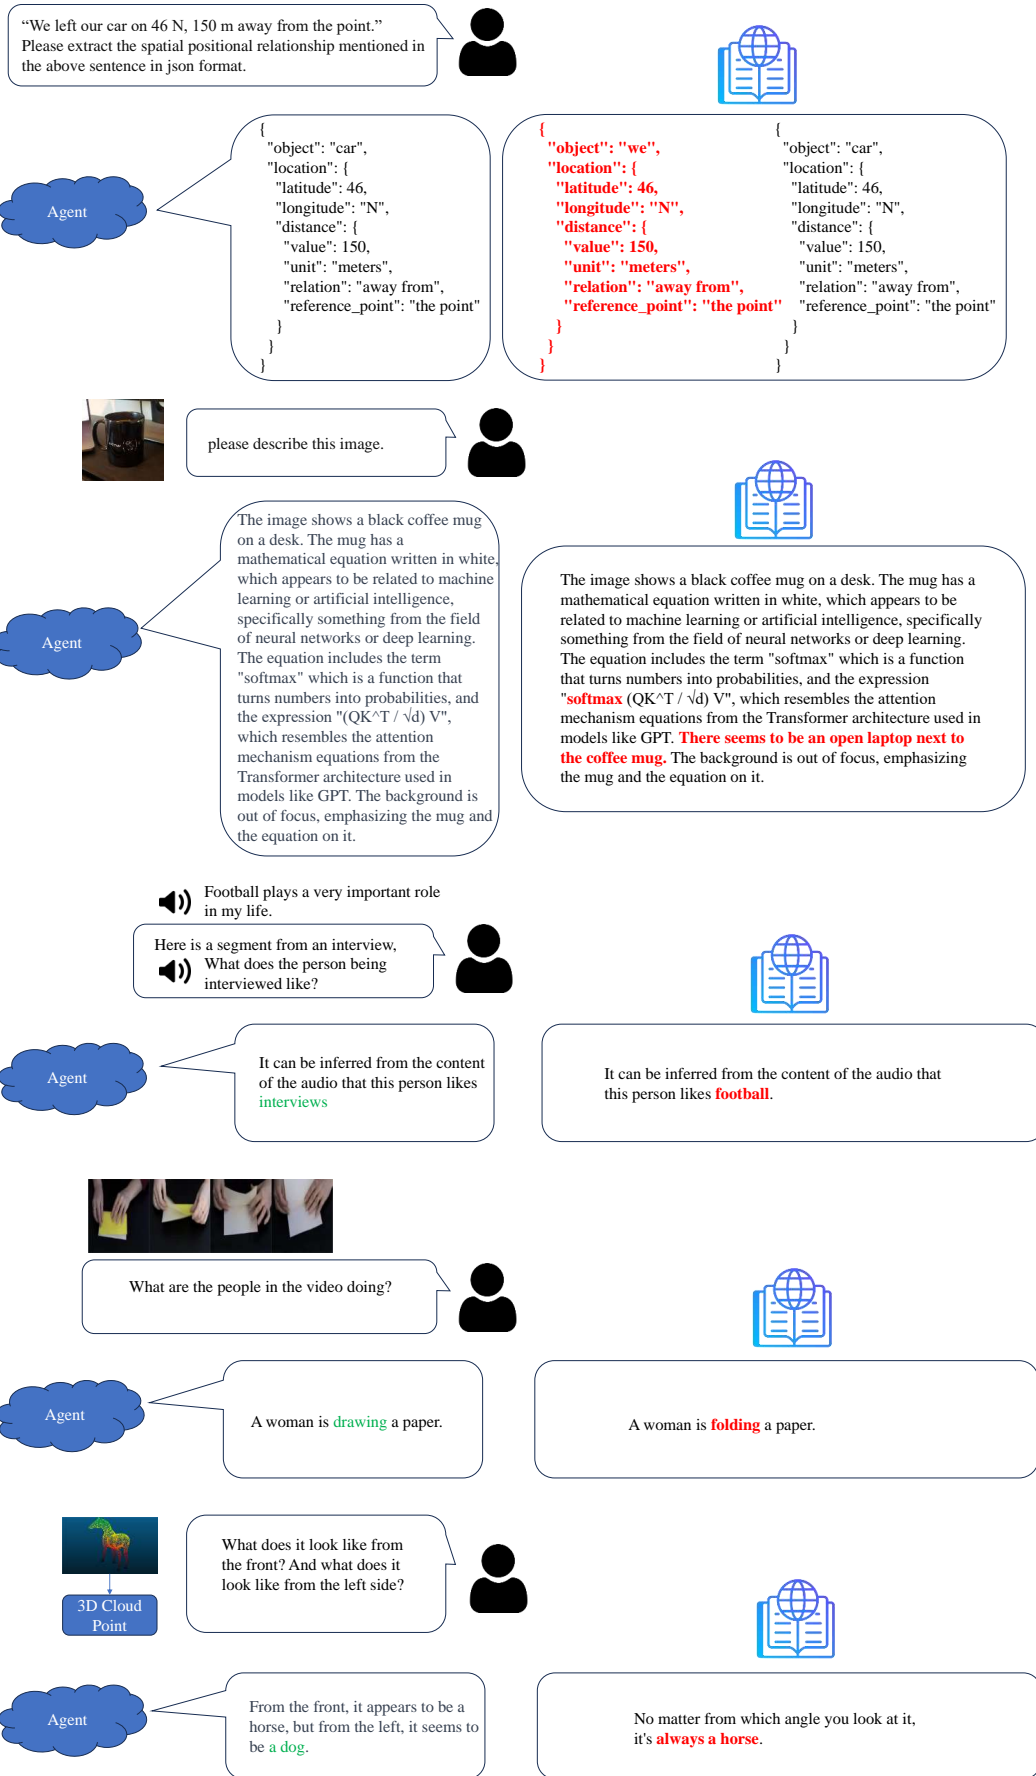 “We left our car on 46 N, 150 m away from the point.”
Please extract the spatial positional relationship mentioned in
the above sentence in json format.
Agent
{
"object": "car",
"location": {
"latitude": 46,
"longitude": "N",
"distance": {
"value": 150,
"unit": "meters",
"relation": "away from",
"reference_point": "the point"
}
}
}
{
"object": "we",
"location": {
"latitude": 46,
"longitude": "N",
"distance": {
"value": 150,
"unit": "meters",
"relation": "away from",
"reference_point": "the point"
}
}
}
{
"object": "car",
"location": {
"latitude": 46,
"longitude": "N",
"distance": {
"value": 150,
"unit": "meters",
"relation": "away from",
"reference_point": "the point"
}
}
}
please describe this image.
Agent
The image shows a black coffee mug
on a desk. The mug has a
mathematical equation written in white,
which appears to be related to machine
learning or artificial intelligence,
specifically something from the field
of neural networks or deep learning.
The equation includes the term
"softmax" which is a function that
turns numbers into probabilities, and
the expression "(QK^T / √d) V",
which resembles the attention
mechanism equations from the
Transformer architecture used in
models like GPT. The background is
out of focus, emphasizing the mug and
the equation on it.
The image shows a black coffee mug on a desk. The mug has a
mathematical equation written in white, which appears to be
related to machine learning or artificial intelligence, specifically
something from the field of neural networks or deep learning.
The equation includes the term "softmax" which is a function
that turns numbers into probabilities, and the expression
"softmax (QK^T / √d) V", which resembles the attention
mechanism equations from the Transformer architecture used in
models like GPT. There seems to be an open laptop next to
the coffee mug. The background is out of focus, emphasizing
the mug and the equation on it.
Football plays a very important role
in my life.
Here is a segment from an interview,
What does the person being
interviewed like?
Agent
It can be inferred from the content
of the audio that this person likes
interviews
It can be inferred from the content of the audio that
this person likes football.
What are the people in the video doing?
Agent
A woman is drawing a paper.
A woman is folding a paper.
3D Cloud
Point
What does it look like from
the front? And what does it
look like from the left side?
Agent
From the front, it appears to be a
horse, but from the left, it seems to
be a dog.
No matter from which angle you look at it,
it's always a horse.